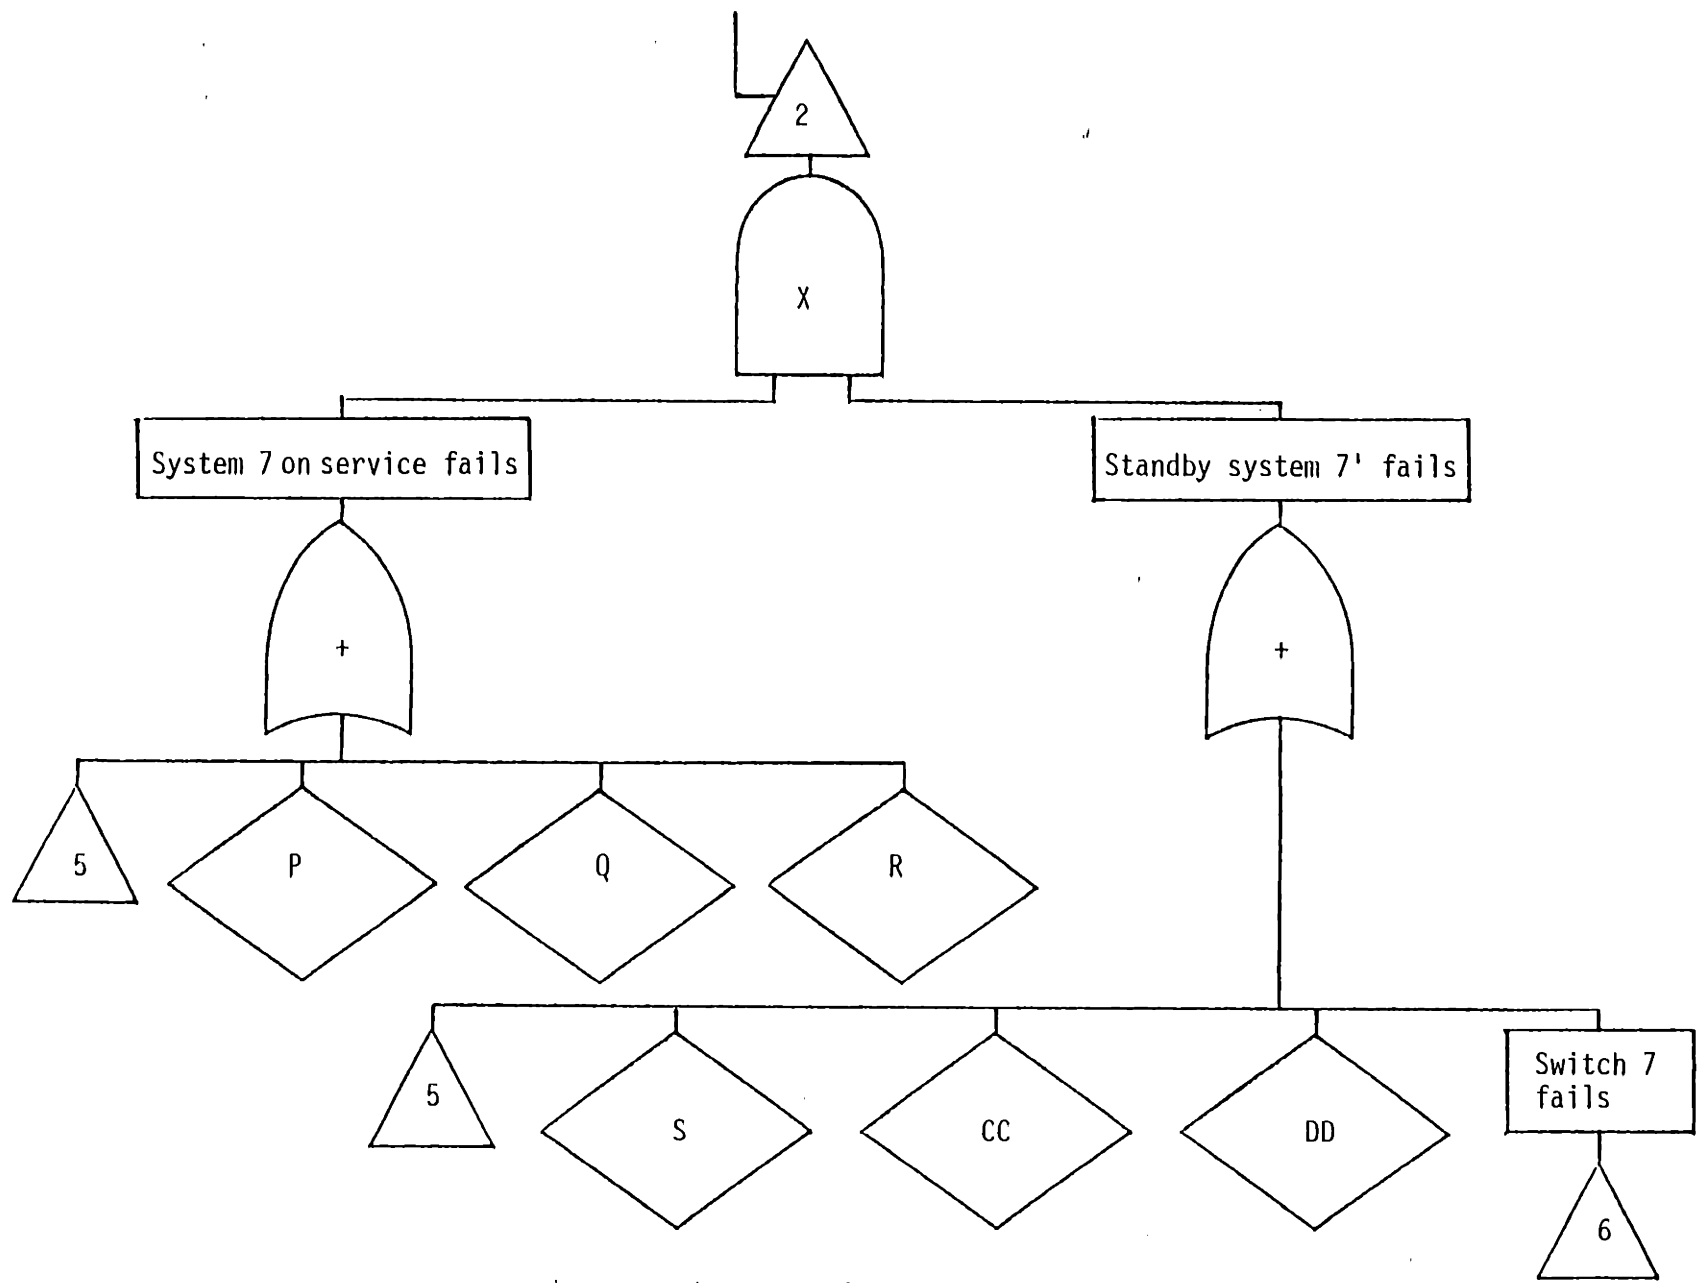 2
X
System 7 on service fails
Standby system 7' fails
+
+
5
P
Q
R
5
S
CC
DD
Switch 7
fails
6